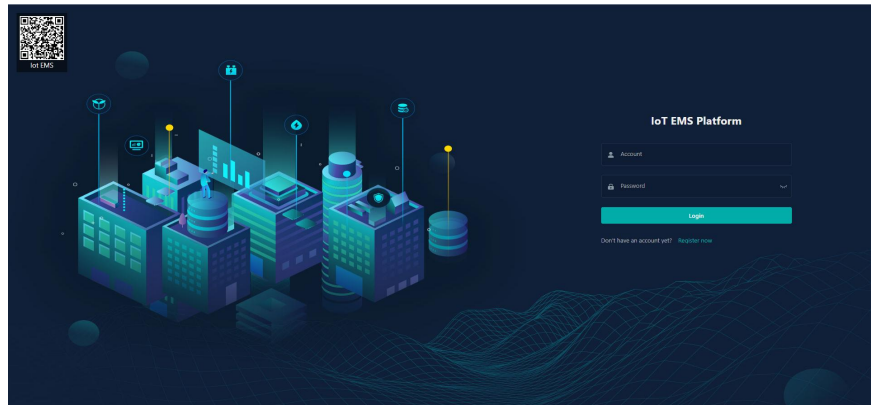 Iot EMS
IoT EMS Platform
Account
Password
Login
Don't have an account yet? Register now